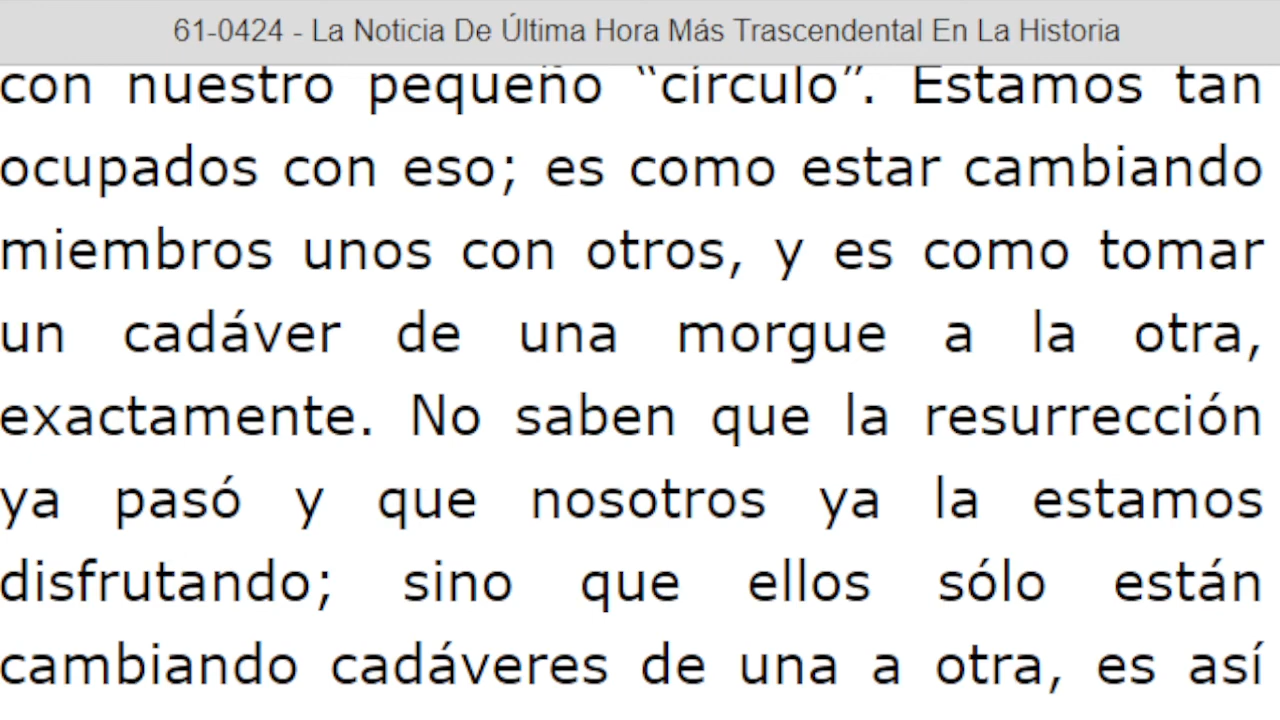 61-0424 - La Noticia De Última Hora Más Trascendental En La Historia
con nuestro pequeño “círculo”. Estamos tan
ocupados con eso; es como estar cambiando
miembros unos con otros, y es como tomar
un cadáver de una morgue a la otra,
exactamente. No saben que la resurrección
ya pasó y que nosotros ya la estamos
disfrutando; sino que ellos sólo están
cambiando cadáveres de una a otra, es así